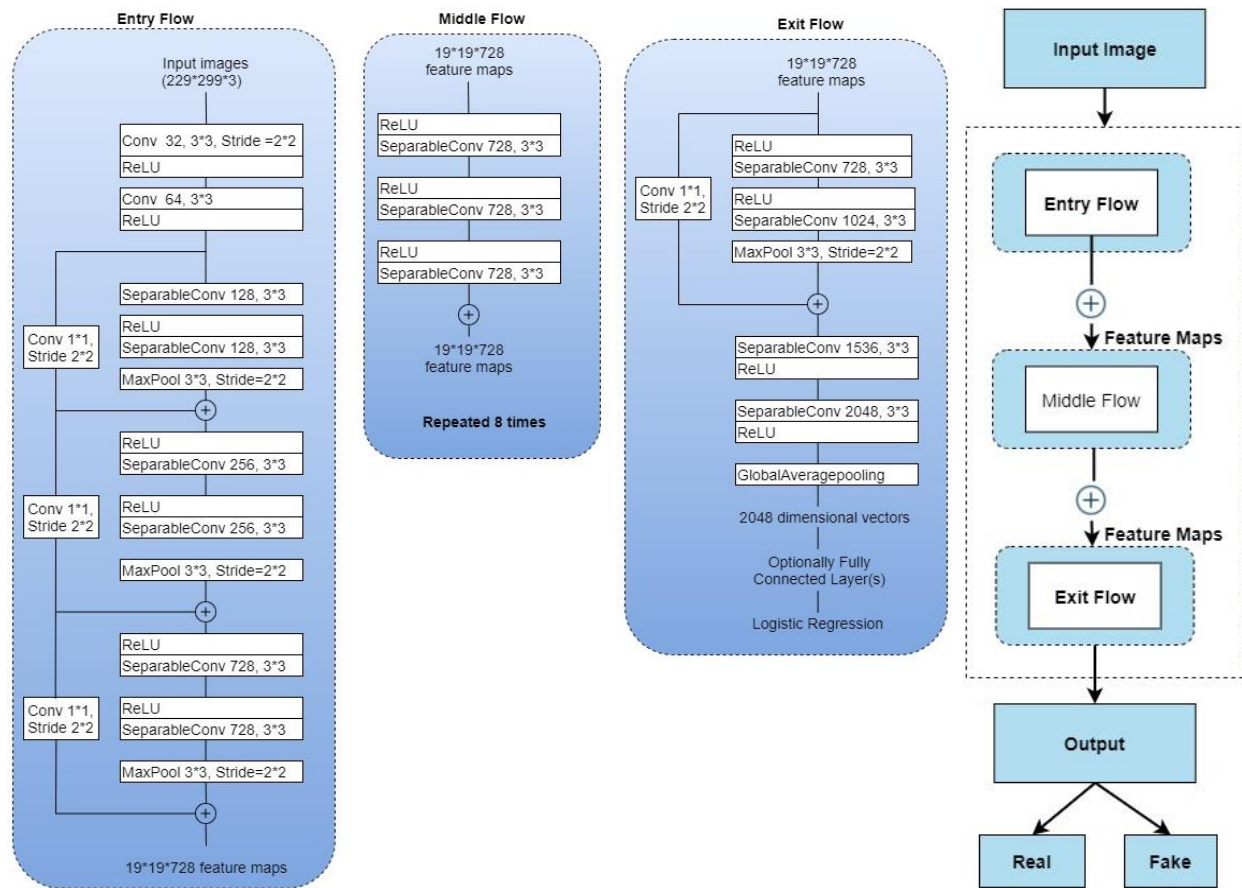 Entry Flow
Input images
(229*299*3)
Conv 32, 3*3, Stride =2*2
ReLU
Conv 64, 3*3
ReLU
SeparableConv 128, 3*3
ReLU
SeparableConv 128, 3*3
MaxPool 3*3, Stride=2*2
Conv 1*1,
Stride 2*2
ReLU
SeparableConv 256, 3*3
ReLU
SeparableConv 256, 3*3
MaxPool 3*3, Stride=2*2
Conv 1*1,
Stride 2*2
ReLU
SeparableConv 728, 3*3
ReLU
SeparableConv 728, 3*3
MaxPool 3*3, Stride=2*2
Conv 1*1,
Stride 2*2
19*19*728 feature maps
Middle Flow
19*19*728
feature maps
ReLU
SeparableConv 728, 3*3
ReLU
SeparableConv 728, 3*3
ReLU
SeparableConv 728, 3*3
19*19*728
feature maps
Repeated 8 times
Exit Flow
19*19*728
feature maps
ReLU
SeparableConv 728, 3*3
ReLU
SeparableConv 1024, 3*3
MaxPool 3*3, Stride=2*2
Conv 1*1,
Stride 2*2
SeparableConv 1536, 3*3
ReLU
SeparableConv 2048, 3*3
ReLU
GlobalAveragepooling
2048 dimensional vectors
Optionally Fully
Connected Layer(s)
Logistic Regression
Input Image
Entry Flow
Feature Maps
Middle Flow
Feature Maps
Exit Flow
Output
Real
Fake